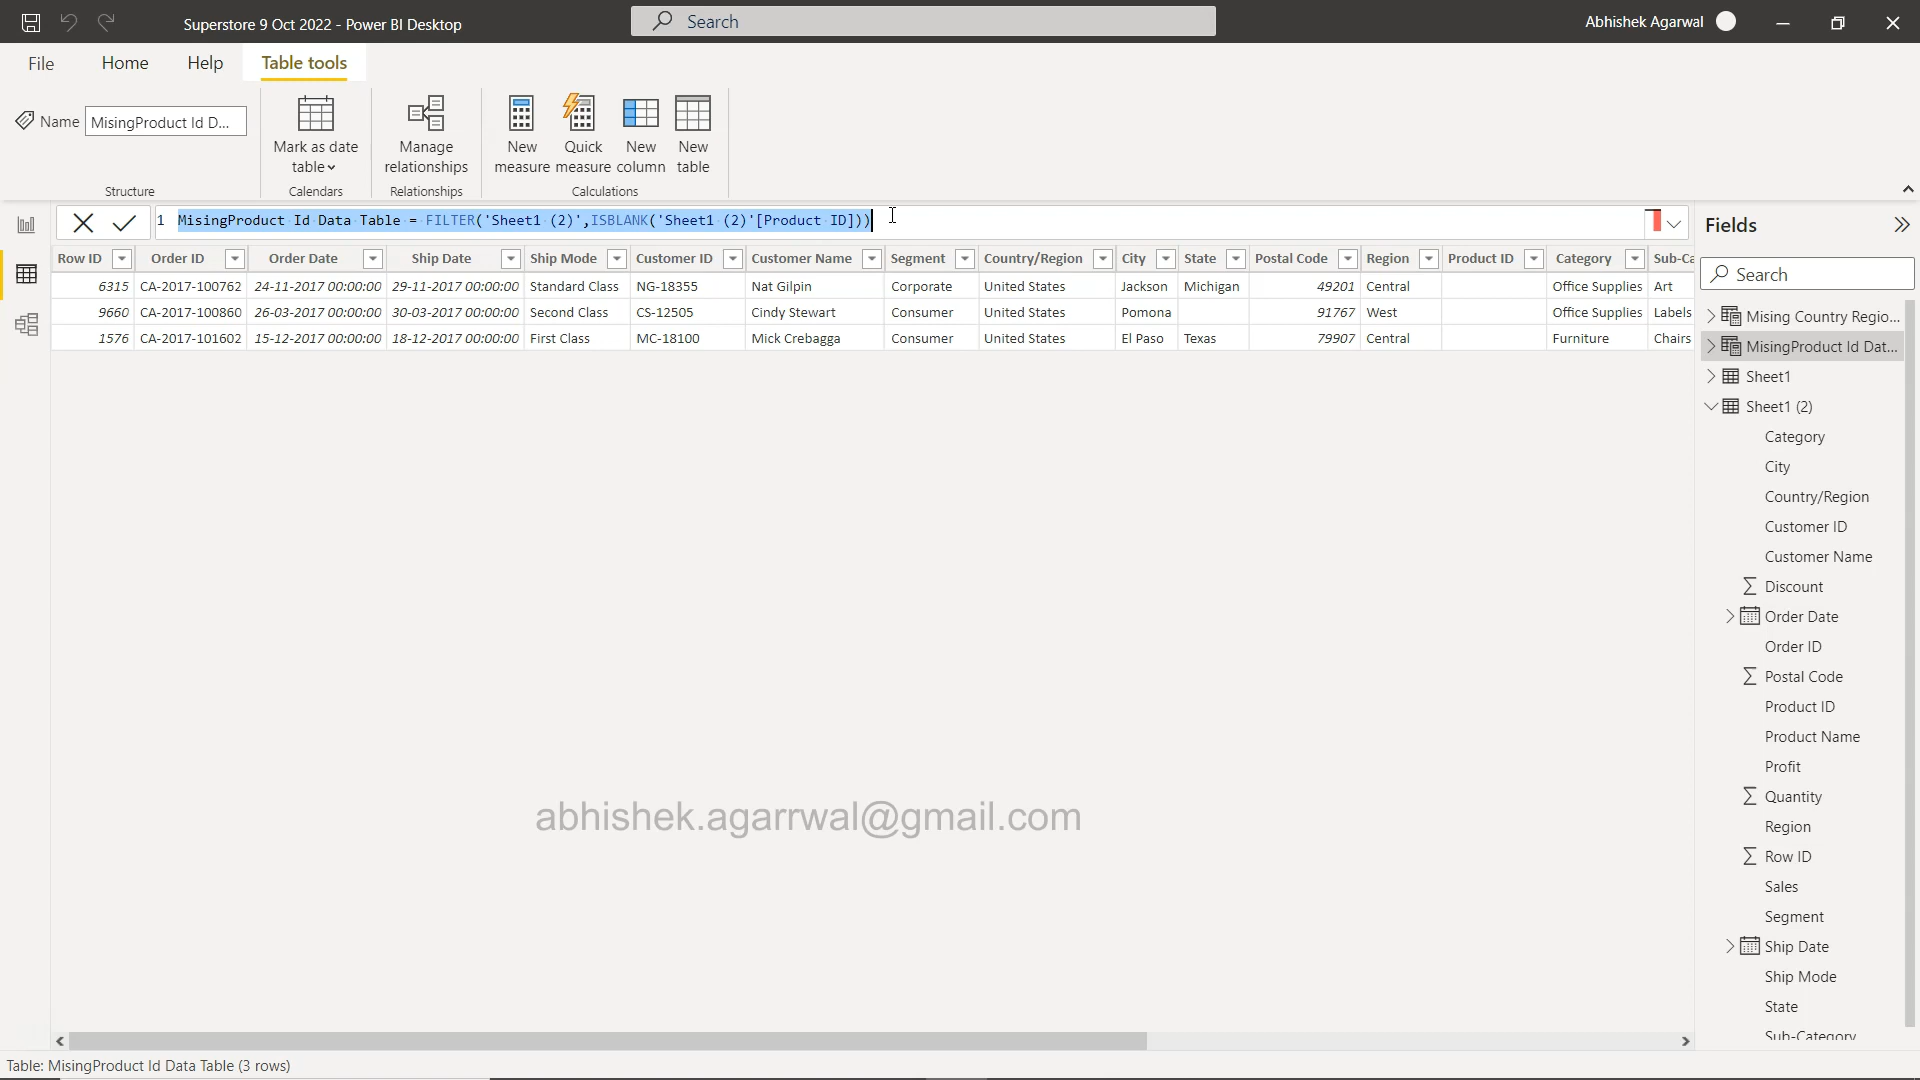 Superstore 9 Oct 2022 - Power BI Desktop
Search
Abhishek Agarwal
File Home Help Table tools
Name MisingProduct Id D...
Mark as date table
Manage relationships
New measure
Quick measure
New column
New table
Structure Calendars Relationships Calculations
1 MisingProduct Id Data Table = FILTER('Sheet1 (2)',ISBLANK('Sheet1 (2)'[Product ID]))
Row ID Order ID Order Date Ship Date Ship Mode Customer ID Customer Name Segment Country/Region City State Postal Code Region Product ID Category Sub-Ca
6315 CA-2017-100762 24-11-2017 00:00:00 29-11-2017 00:00:00 Standard Class NG-18355 Nat Gilpin Corporate United States Jackson Michigan 49201 Central Office Supplies Art
9660 CA-2017-100860 26-03-2017 00:00:00 30-03-2017 00:00:00 Second Class CS-12505 Cindy Stewart Consumer United States Pomona 91767 West Office Supplies Labels
1576 CA-2017-101602 15-12-2017 00:00:00 18-12-2017 00:00:00 First Class MC-18100 Mick Crebagga Consumer United States El Paso Texas 79907 Central Furniture Chairs
abhishek.agarrwal@gmail.com
Fields
Search
Mising Country Regio...
MisingProduct Id Dat...
Sheet1
Sheet1 (2)
Category
City
Country/Region
Customer ID
Customer Name
Discount
Order Date
Order ID
Postal Code
Product ID
Product Name
Profit
Quantity
Region
Row ID
Sales
Segment
Ship Date
Ship Mode
State
Sub-Category
Table: MisingProduct Id Data Table (3 rows)